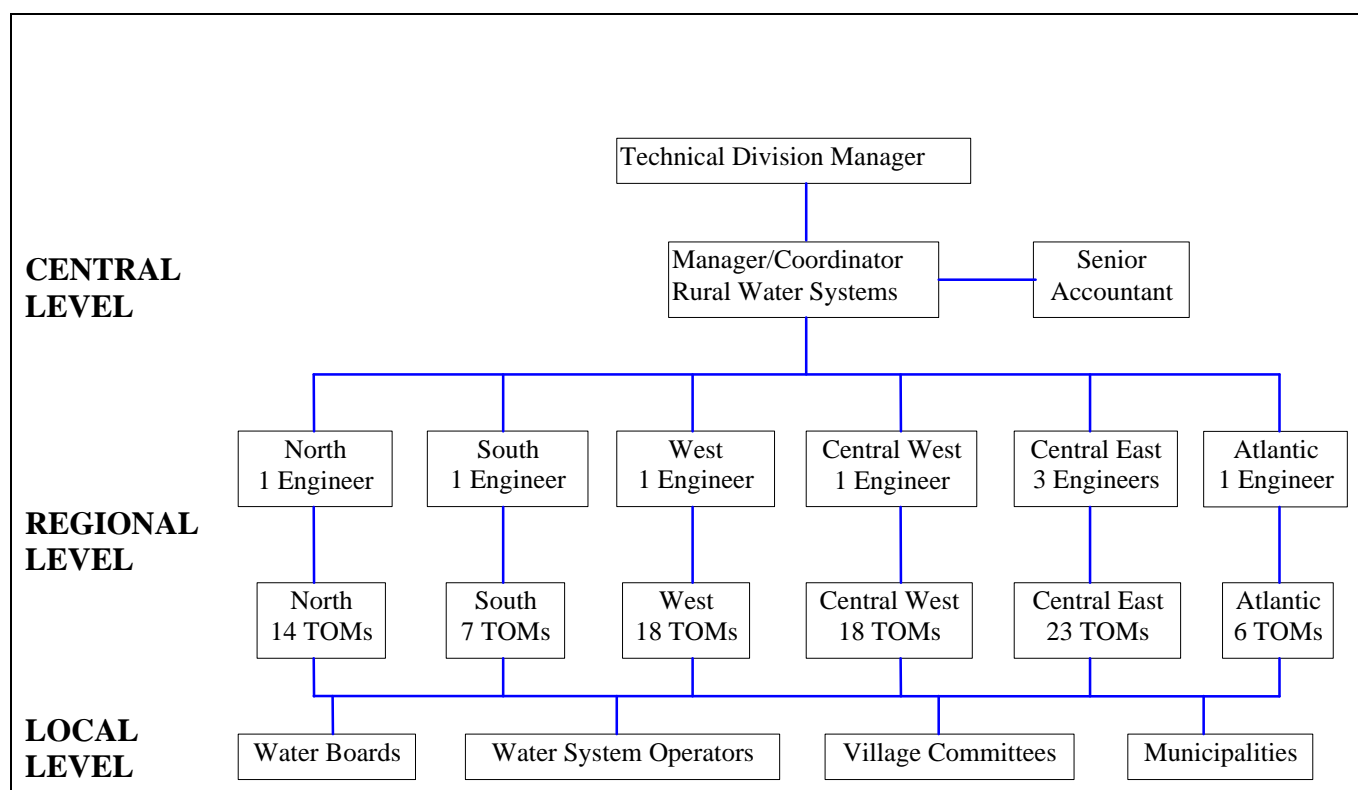 Technical Division Manager
CENTRAL
LEVEL
Manager/Coordinator
Rural Water Systems
Senior
Accountant
North
1 Engineer
South
1 Engineer
West
1 Engineer
Central West
1 Engineer
Central East
3 Engineers
Atlantic
1 Engineer
REGIONAL
LEVEL
North
14 TOMs
South
7 TOMs
West
18 TOMs
Central West
18 TOMs
Central East
23 TOMs
Atlantic
6 TOMs
LOCAL
LEVEL
Water Boards
Water System Operators
Village Committees
Municipalities